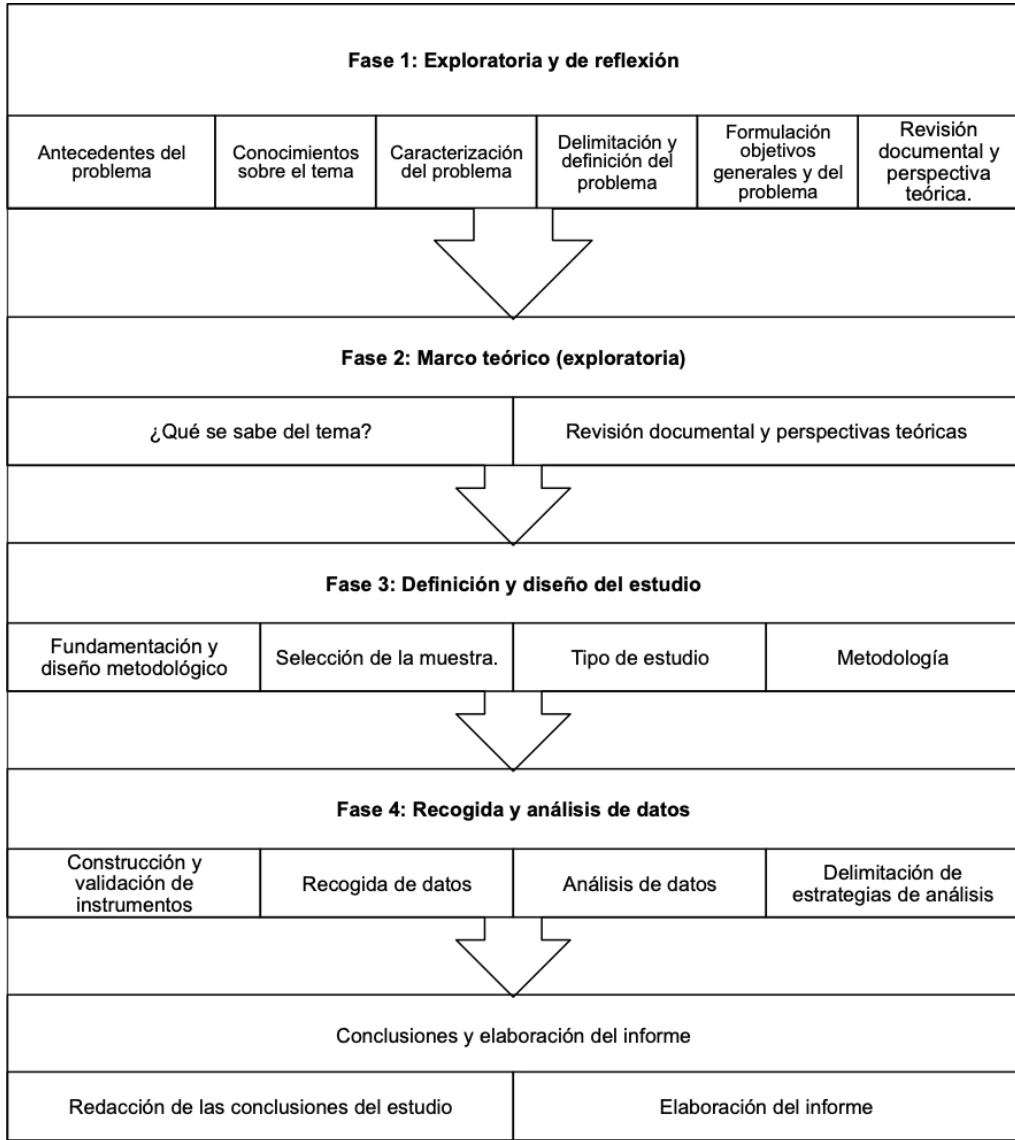 Fase 1: Exploratoria y de reflexión
Antecedentes del
problema
Conocimientos
sobre el tema
Caracterización
del problema
Delimitación y
definición del
problema
Formulación
objetivos
generales y del
problema
Revisión
documental y
perspectiva
teórica.
Fase 2: Marco teórico (exploratoria)
¿Qué se sabe del tema?
Revisión documental y perspectivas teóricas
Fase 3: Definición y diseño del estudio
Fundamentación y
diseño metodológico
Selección de la muestra.
Tipo de estudio
Metodología
Fase 4: Recogida y análisis de datos
Construcción y
validación de
instrumentos
Recogida de datos
Análisis de datos
Delimitación de
estrategias de análisis
Conclusiones y elaboración del informe
Redacción de las conclusiones del estudio
Elaboración del informe